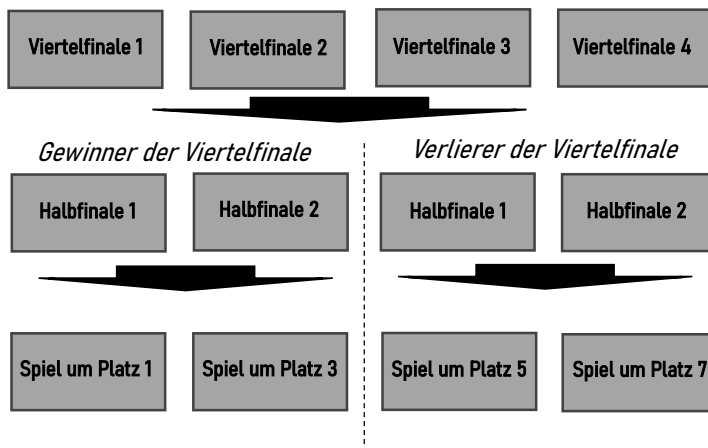 Viertelfinale 1
Viertelfinale 2
Viertelfinale 3
Viertelfinale 4
Gewinner der Viertelfinale
Verlierer der Viertelfinale
Halbfinale 1
Halbfinale 2
Halbfinale 1
Halbfinale 2
Spiel um Platz 1
Spiel um Platz 3
Spiel um Platz 5
Spiel um Platz 7